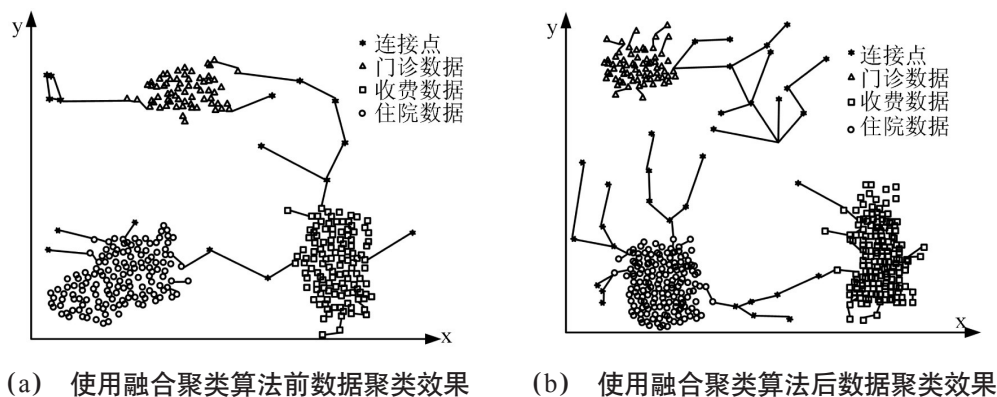 y
连接点
门诊数据
收费数据
住院数据
x
(a) 使用融合聚类算法前数据聚类效果
y
连接点
门诊数据
收费数据
住院数据
x
(b) 使用融合聚类算法后数据聚类效果